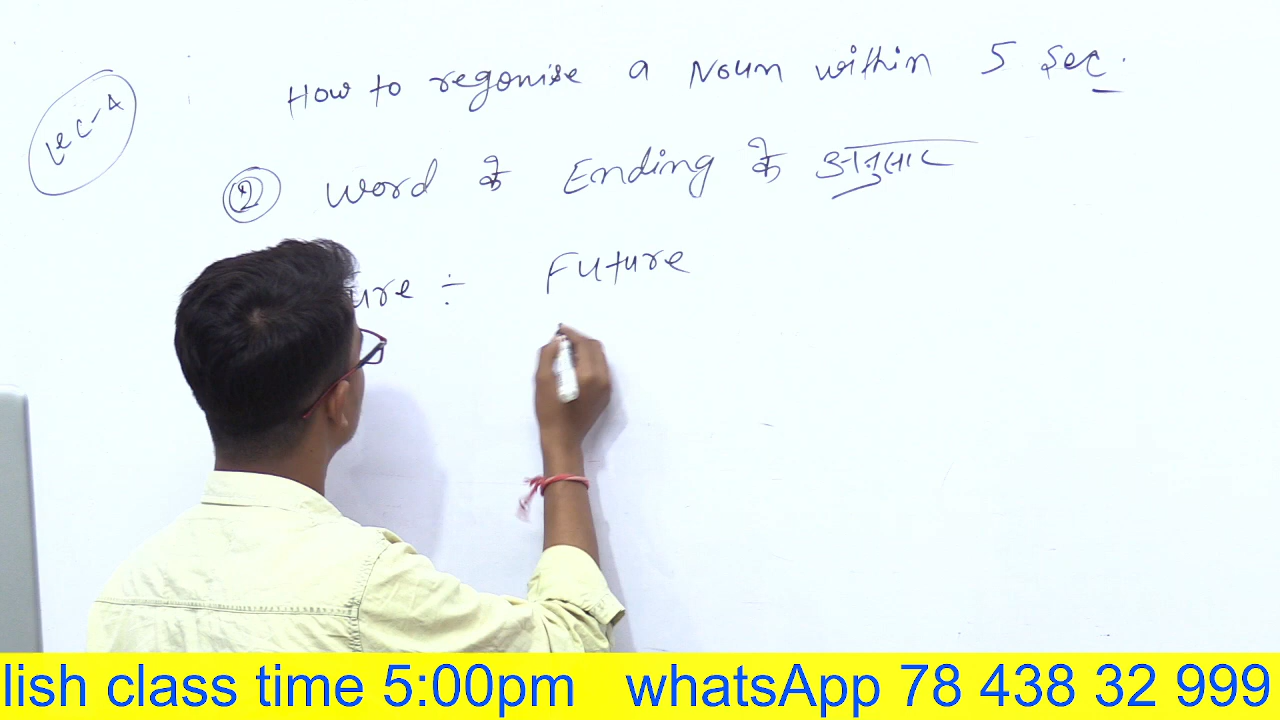 Lec-4
How to regonise a Noun within 5 Sec.
② Word के Ending के अनुसार
ure ÷ Future
lish class time 5:00pm whatsApp 78 438 32 999